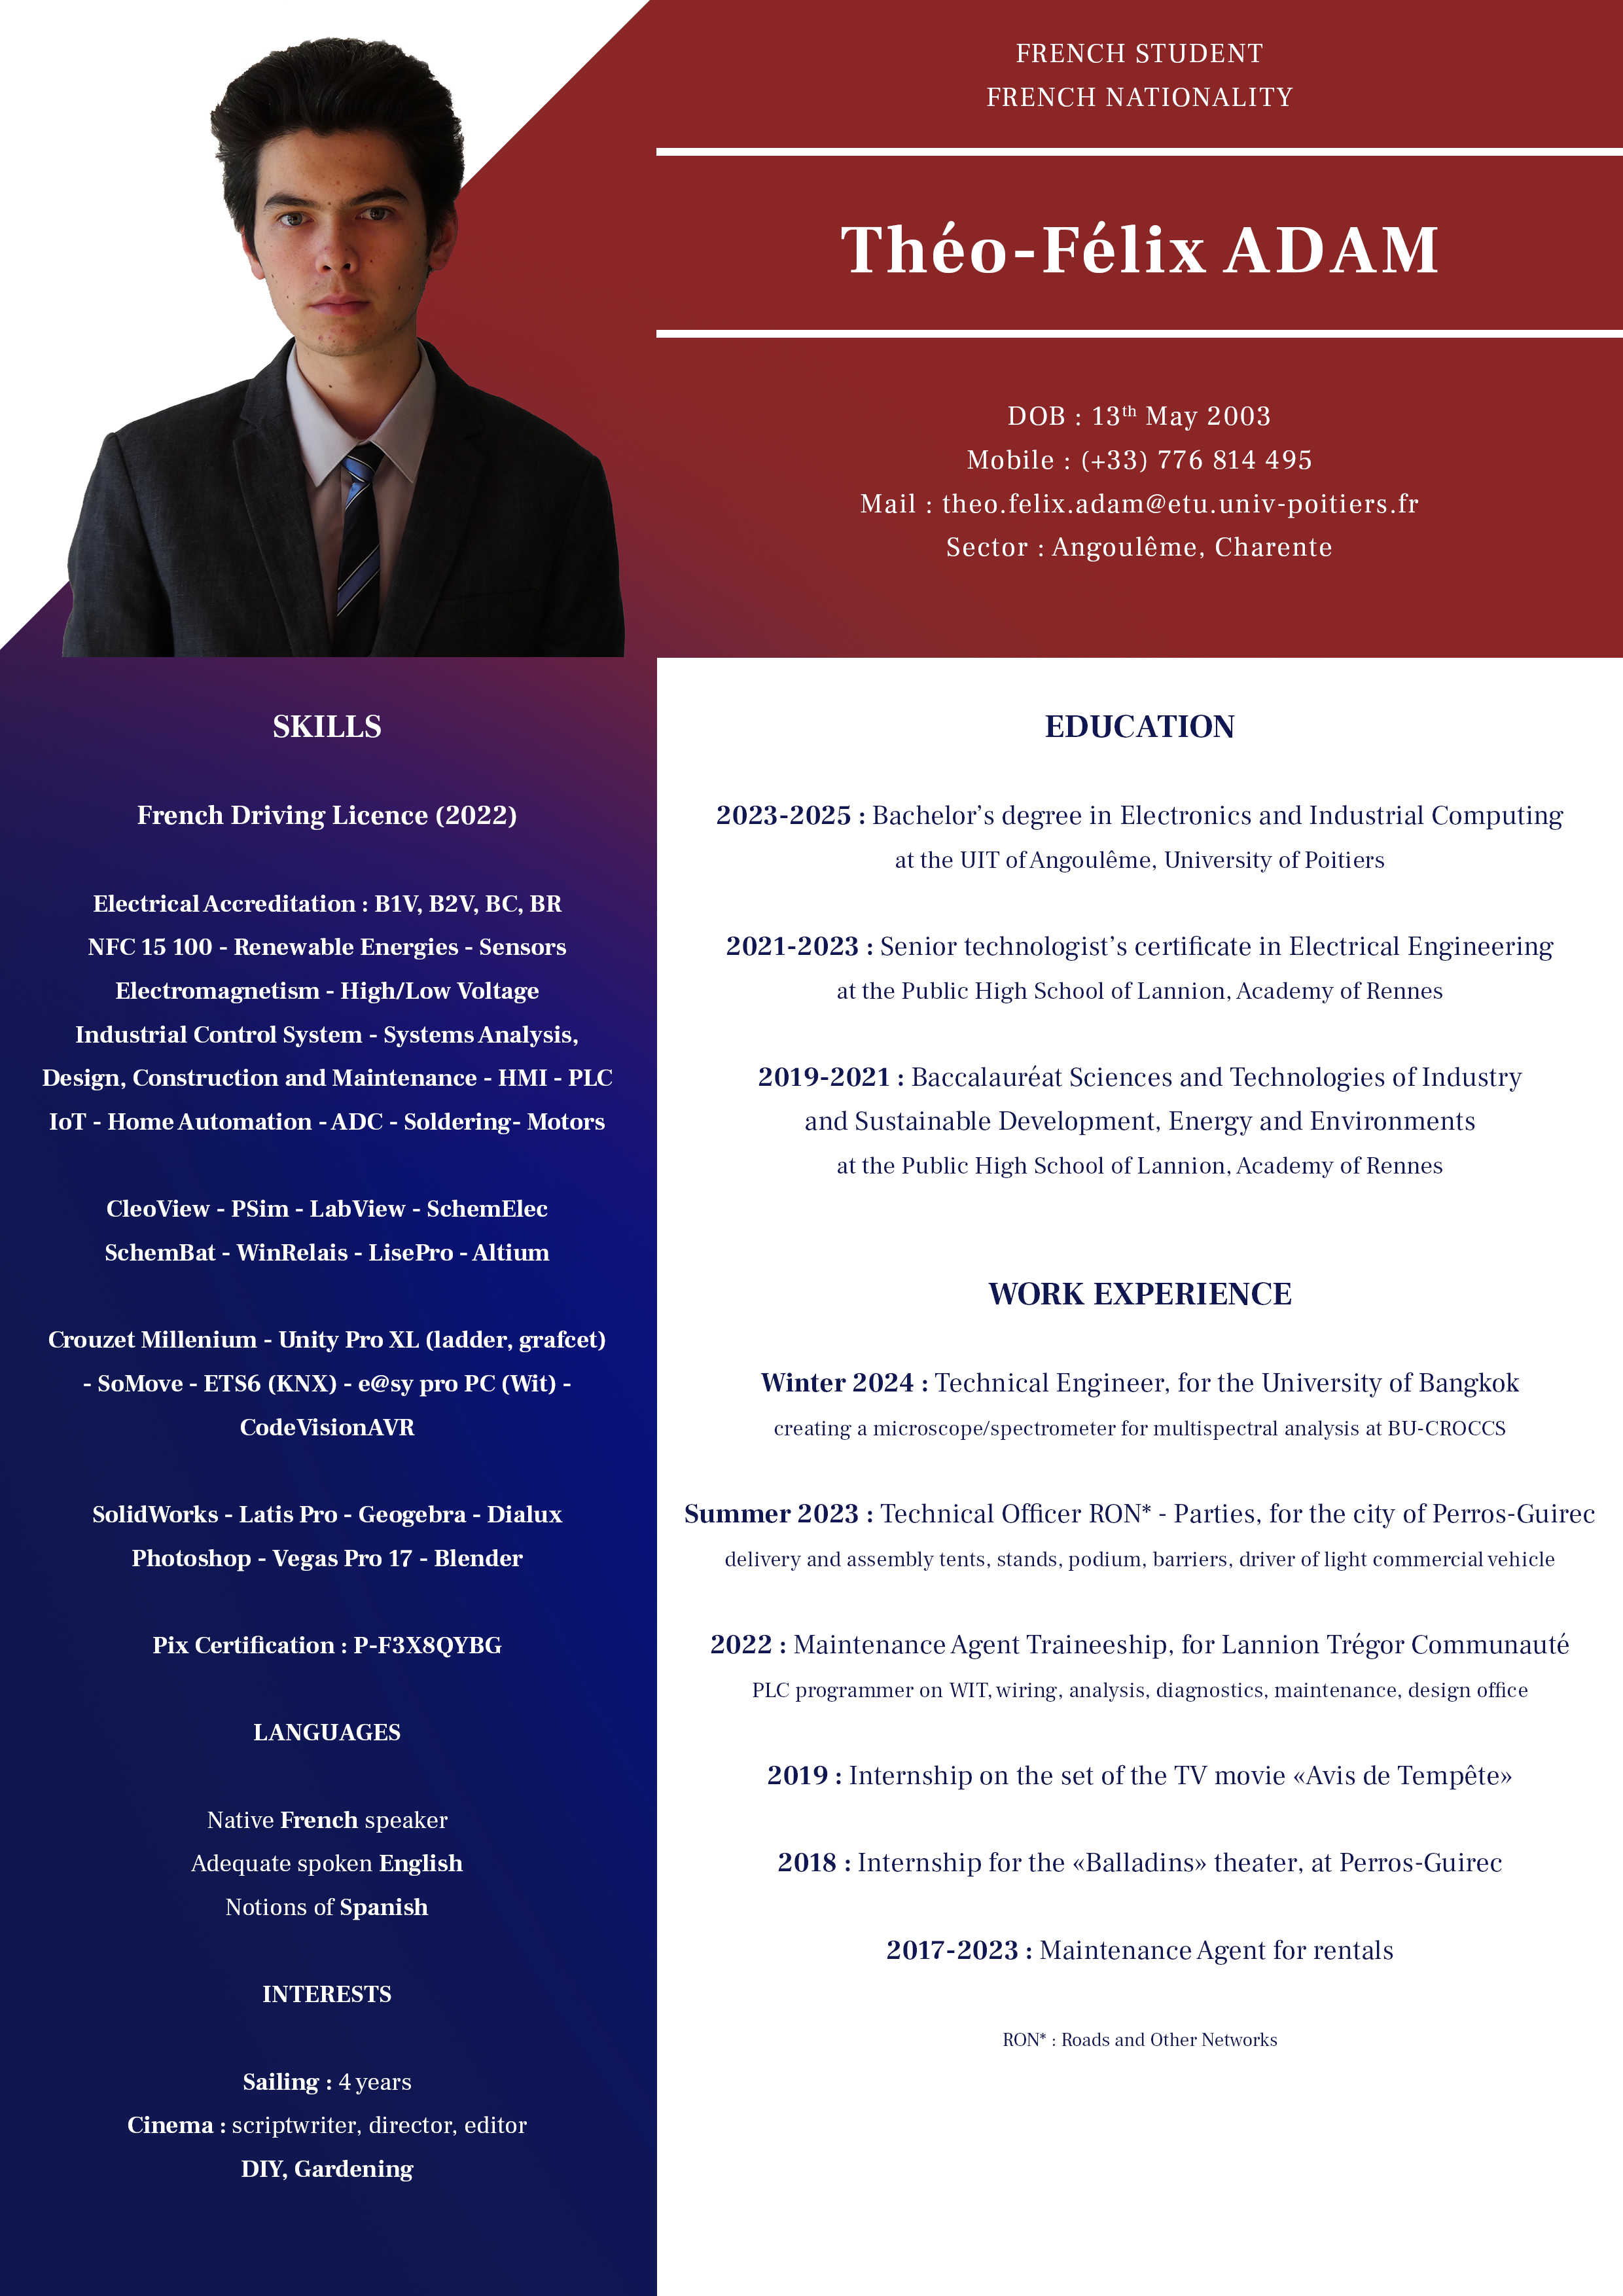 FRENCH STUDENT
FRENCH NATIONALITY
Théo-Félix ADAM
DOB : 13th May 2003
Mobile : (+33) 776 814 495
Mail : theo.felix.adam@etu.univ-poitiers.fr
Sector : Angoulême, Charente
SKILLS
French Driving Licence (2022)
Electrical Accreditation : B1V, B2V, BC, BR
NFC 15 100 - Renewable Energies - Sensors
Electromagnetism - High/Low Voltage
Industrial Control System - Systems Analysis,
Design, Construction and Maintenance - HMI - PLC
IoT - Home Automation - ADC - Soldering- Motors
CleoView - PSim - LabView - SchemElec
SchemBat - WinRelais - LisePro - Altium
Crouzet Millenium - Unity Pro XL (ladder, grafcet)
- SoMove - ETS6 (KNX) - e@sy pro PC (Wit) -
CodeVisionAVR
SolidWorks - Latis Pro - Geogebra - Dialux
Photoshop - Vegas Pro 17 - Blender
Pix Certification : P-F3X8QYBG
LANGUAGES
Native French speaker
Adequate spoken English
Notions of Spanish
INTERESTS
Sailing : 4 years
Cinema : scriptwriter, director, editor
DIY, Gardening
EDUCATION
2023-2025 : Bachelor's degree in Electronics and Industrial Computing
at the UIT of Angoulême, University of Poitiers
2021-2023 : Senior technologist's certificate in Electrical Engineering
at the Public High School of Lannion, Academy of Rennes
2019-2021 : Baccalauréat Sciences and Technologies of Industry
and Sustainable Development, Energy and Environments
at the Public High School of Lannion, Academy of Rennes
WORK EXPERIENCE
Winter 2024 : Technical Engineer, for the University of Bangkok
creating a microscope/spectrometer for multispectral analysis at BU-CROCCS
Summer 2023 : Technical Officer RON* - Parties, for the city of Perros-Guirec
delivery and assembly tents, stands, podium, barriers, driver of light commercial vehicle
2022 : Maintenance Agent Traineeship, for Lannion Trégor Communauté
PLC programmer on WIT, wiring, analysis, diagnostics, maintenance, design office
2019 : Internship on the set of the TV movie «Avis de Tempête»
2018 : Internship for the «Balladins» theater, at Perros-Guirec
2017-2023 : Maintenance Agent for rentals
RON* : Roads and Other Networks